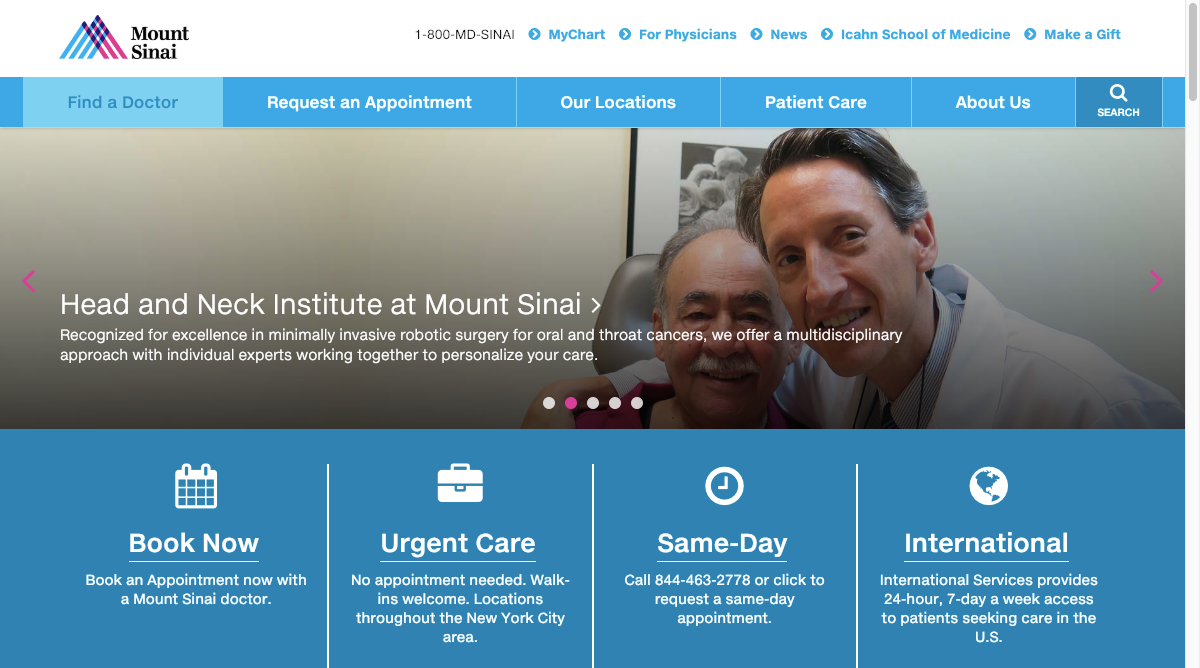 Mount
Sinai
1-800-MD-SINAI MyChart For Physicians News Icahn School of Medicine Make a Gift
Find a Doctor Request an Appointment Our Locations Patient Care About Us SEARCH
Head and Neck Institute at Mount Sinai
Recognized for excellence in minimally invasive robotic surgery for oral and throat cancers, we offer a multidisciplinary
approach with individual experts working together to personalize your care.
Book Now
Book an Appointment now with
a Mount Sinai doctor.
Urgent Care
No appointment needed. Walk-
ins welcome. Locations
throughout the New York City
area.
Same-Day
Call 844-463-2778 or click to
request a same-day
appointment.
International
International Services provides
24-hour, 7-day a week access
to patients seeking care in the
U.S.